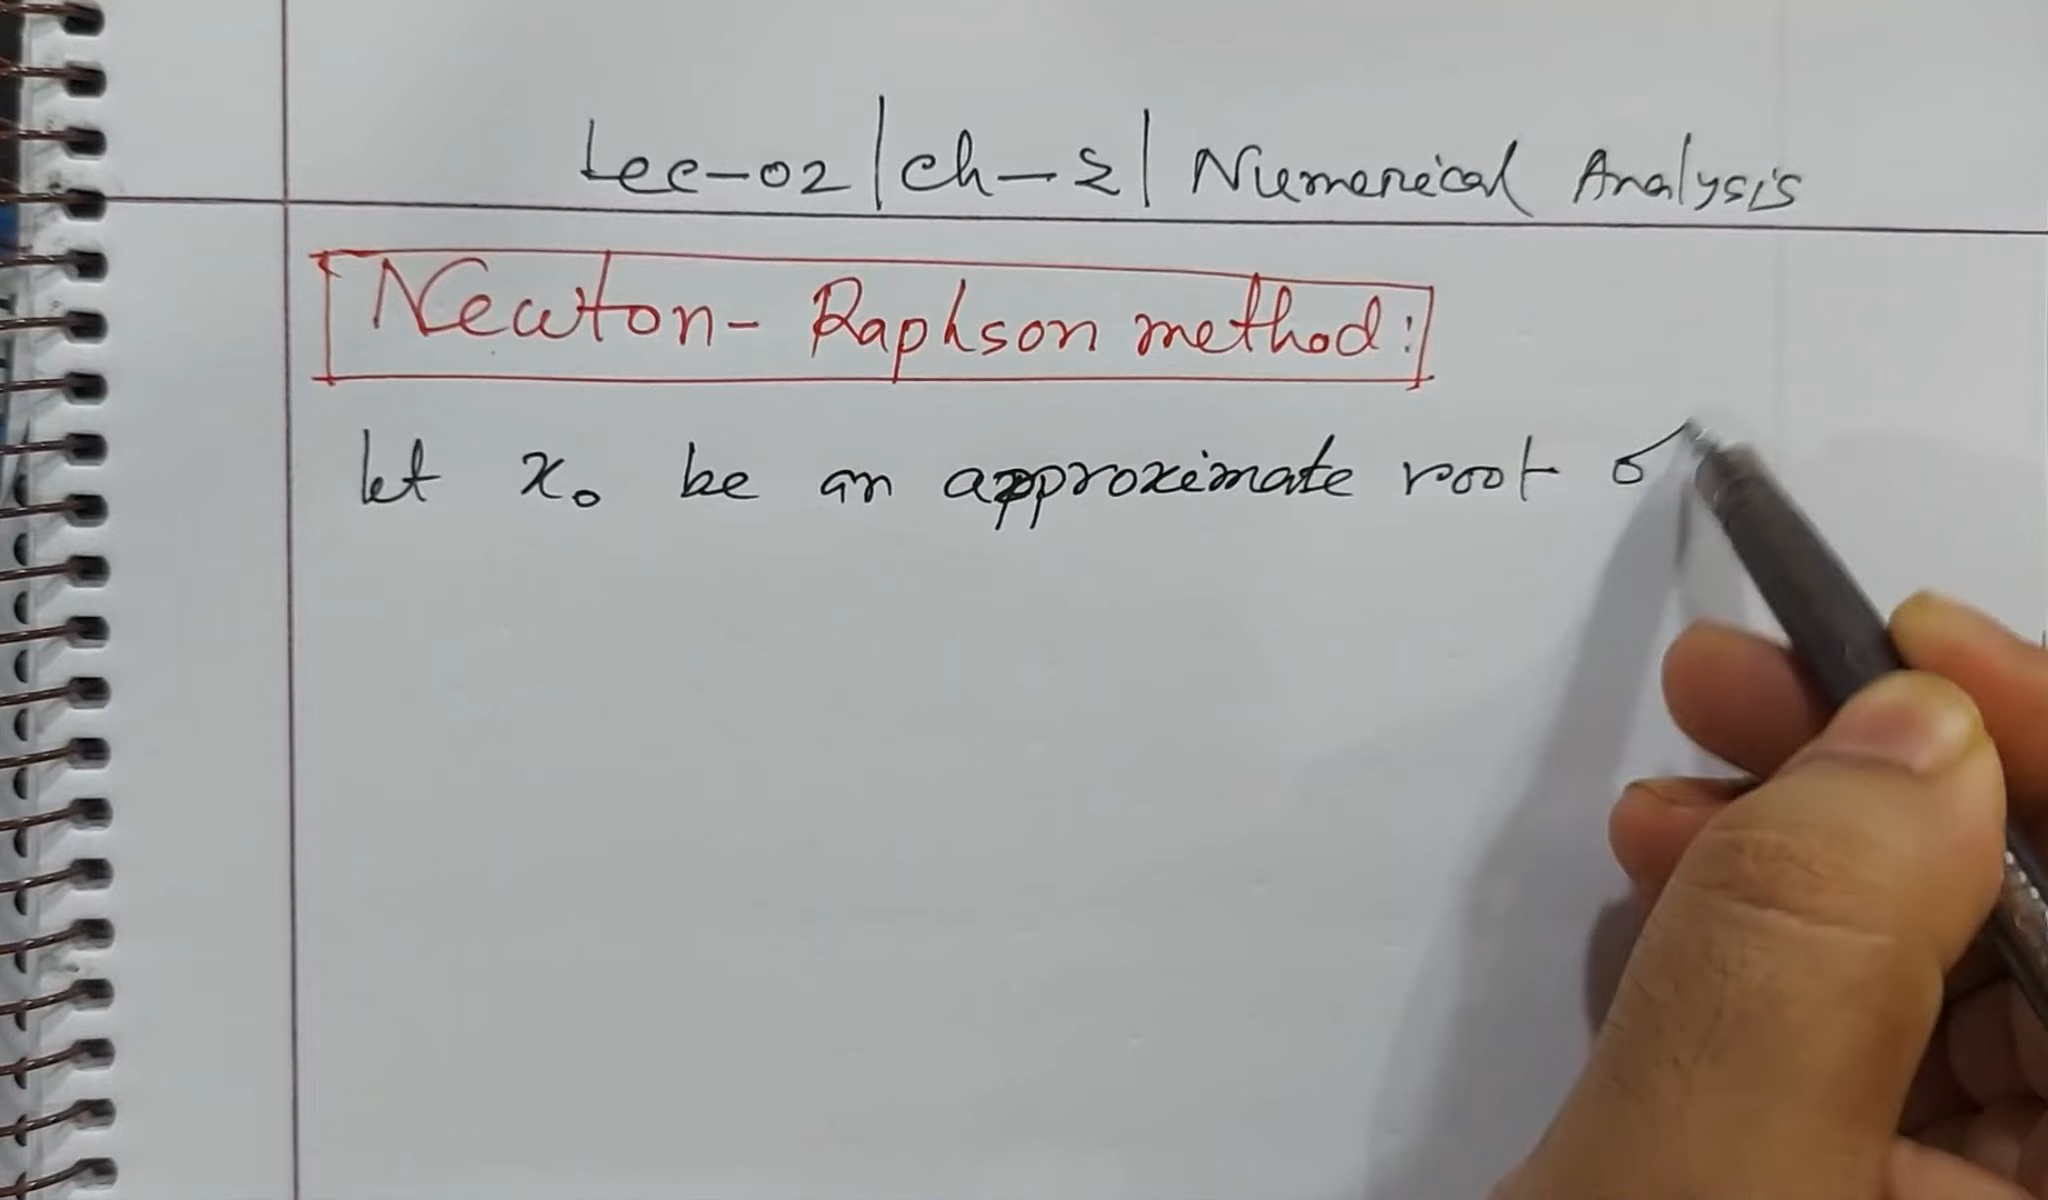 Lec-02 | ch-2 | Numerical Analysis
Newton-Raphson method:
let x₀ be an approximate root o